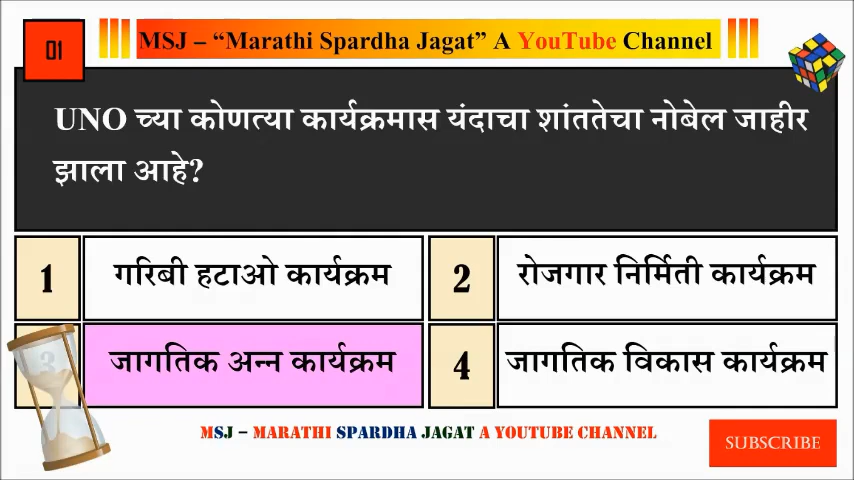 01
MSJ – “Marathi Spardha Jagat” A YouTube Channel
UNO च्या कोणत्या कार्यक्रमास यंदाचा शांततेचा नोबेल जाहीर
झाला आहे?
1 गरिबी हटाओ कार्यक्रम
2 रोजगार निर्मिती कार्यक्रम
3 जागतिक अन्न कार्यक्रम
4 जागतिक विकास कार्यक्रम
MSJ – MARATHI SPARDHA JAGAT A YOUTUBE CHANNEL
SUBSCRIBE